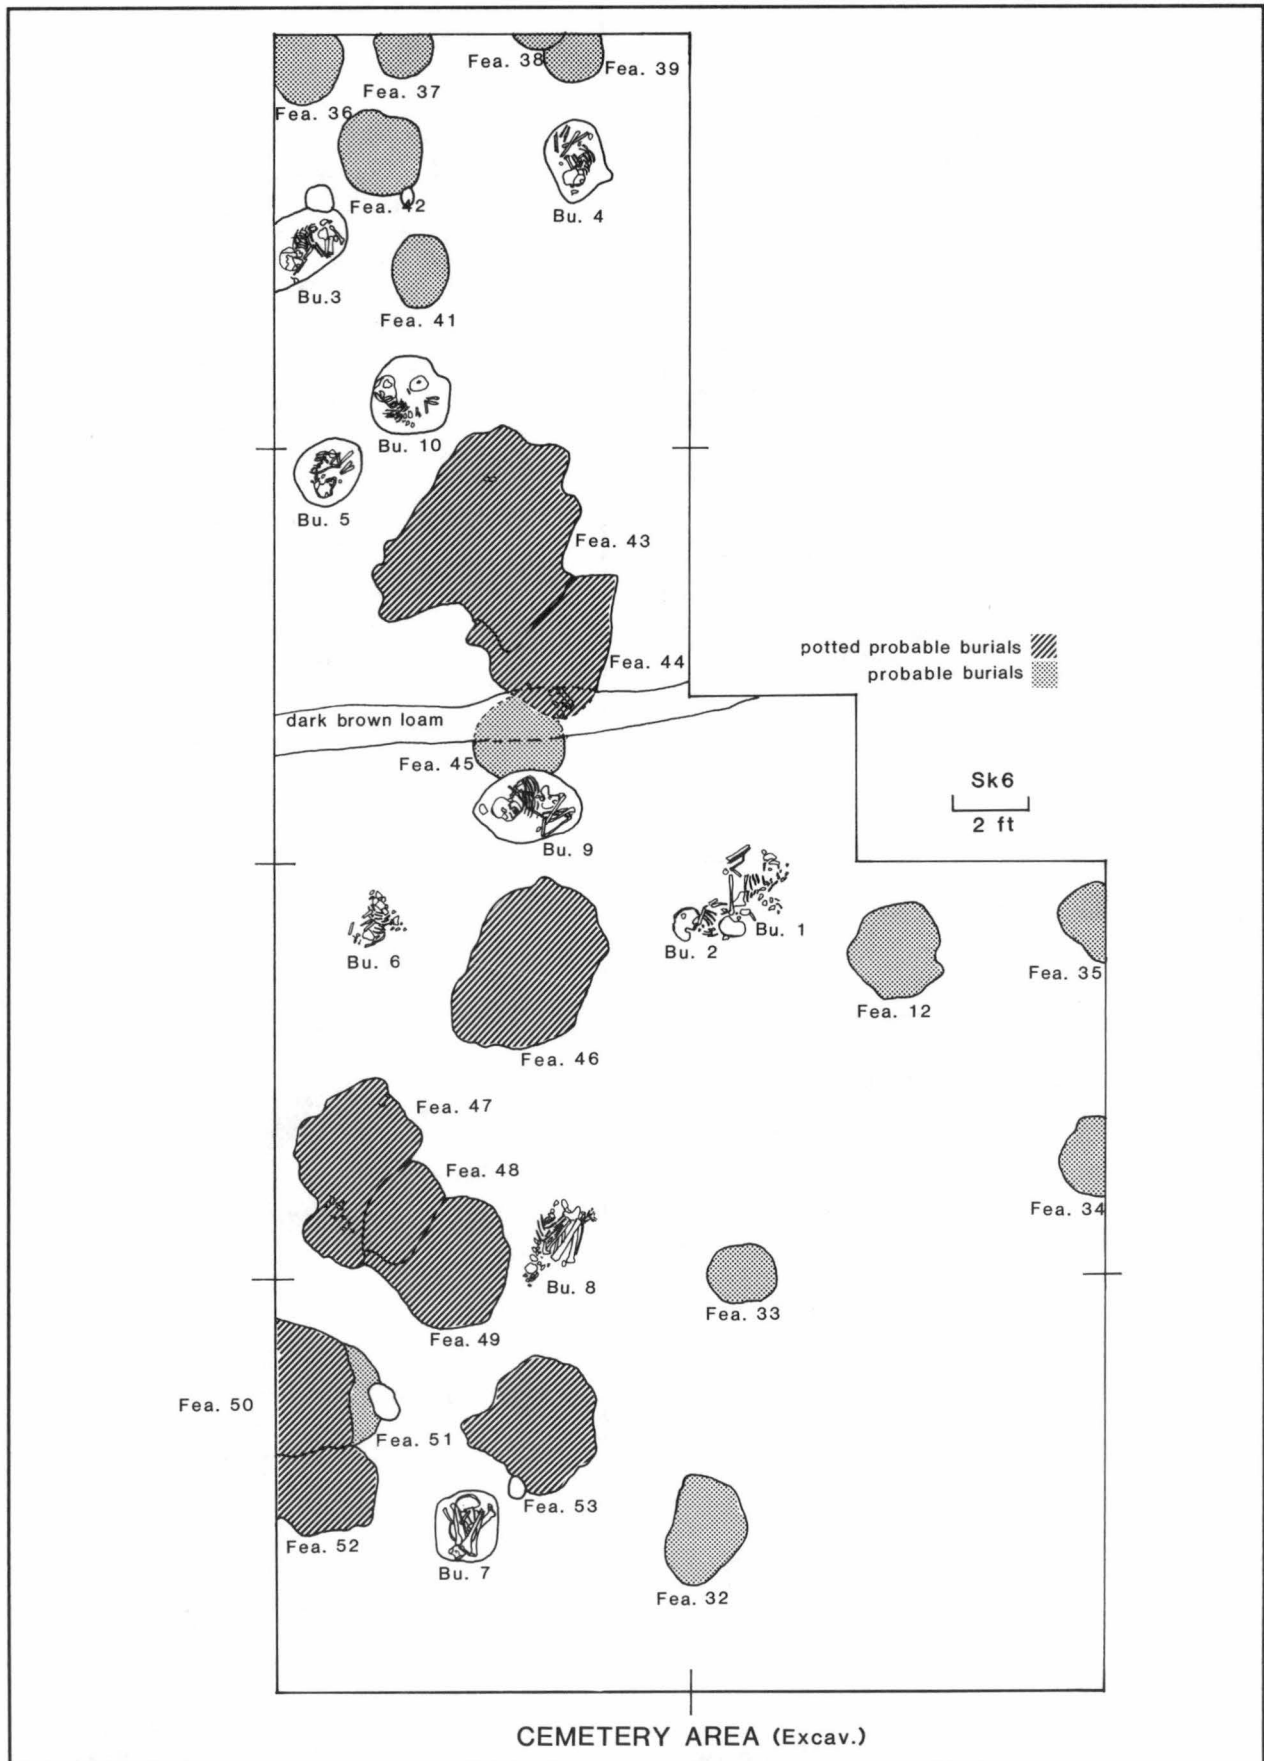 Fea. 38
Fea. 39
Fea. 37
Fea. 36
Fea. 42
Bu. 4
Bu.3
Fea. 41
Bu. 10
Bu. 5
Fea. 43
potted probable burials
Fea. 44
probable burials
dark brown loam
Fea. 45
Sk6
2 ft
Bu. 9
Bu. 1
Bu. 2
Bu. 6
Fea. 35
Fea. 12
Fea. 46
Fea. 47
Fea. 48
Fea. 34
Bu. 8
Fea. 33
Fea. 49
Fea. 50
Fea. 51
Fea. 53
Fea. 52
Bu. 7
Fea. 32
CEMETERY AREA (Excav.)